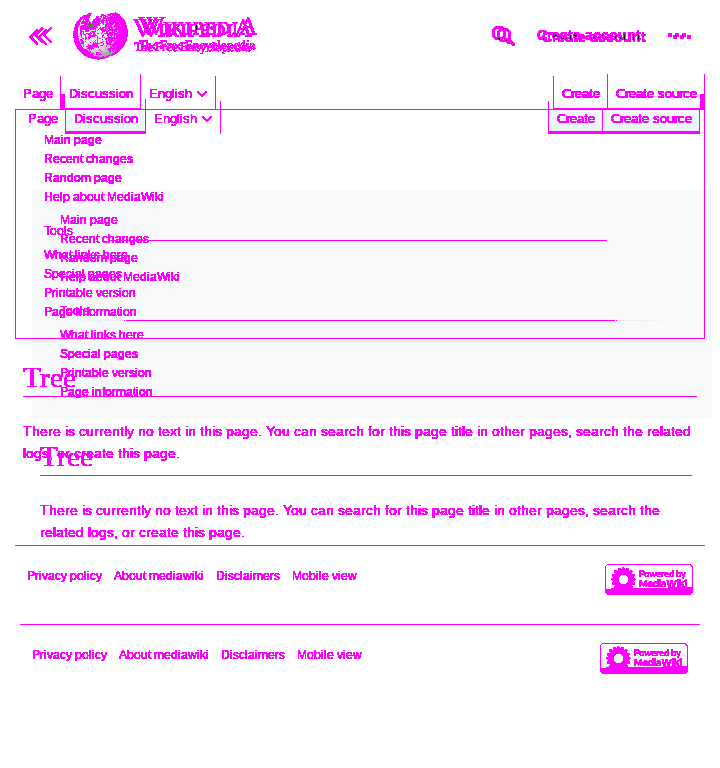 WIKIPEDIA
The Free Encyclopedia
Create account
Page Discussion English Create Create source
Page Discussion English Create Create source
Main page
Recent changes
Random page
Help about MediaWiki
Main page
Tools
Recent changes
What links here
Random page
Special pages
Help about MediaWiki
Printable version
Page information
Tools
What links here
Special pages
Printable version
Page information
Tree
There is currently no text in this page. You can search for this page title in other pages, search the related
logs, or create this page.
Tree
There is currently no text in this page. You can search for this page title in other pages, search the
related logs, or create this page.
Privacy policy About mediawiki Disclaimers Mobile view Powered by
MediaWiki
Privacy policy About mediawiki Disclaimers Mobile view Powered by
MediaWiki